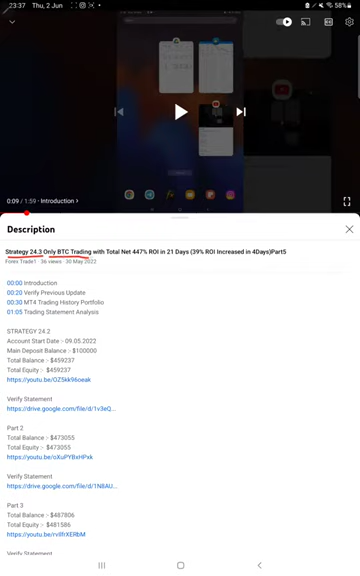 23:37 Thu, 2 Jun
58%
0:09 / 1:59 · Introduction ›
Description
Strategy 24.3 Only BTC Trading with Total Net 447% ROI in 21 Days (39% ROI Increased in 4Days)Part5
Forex Trade1 · 36 views · 30 May 2022
00:00 Introduction
00:20 Verify Previous Update
00:30 MT4 Trading History Portfolio
01:05 Trading Statement Analysis
STRATEGY 24.2
Account Start Date :- 09.05.2022
Main Deposit Balance :- $100000
Total Balance :- $459237
Total Equity :- $459237
https://youtu.be/OZ5kk96oeak
Verify Statement
https://drive.google.com/file/d/1v3eQ...
Part 2
Total Balance :- $473055
Total Equity :- $473055
https://youtu.be/oXuPYBxHPxk
Verify Statement
https://drive.google.com/file/d/1N8AU...
Part 3
Total Balance :- $487806
Total Equity :- $481586
https://youtu.be/rvIlfrXERbM
Verify Statement